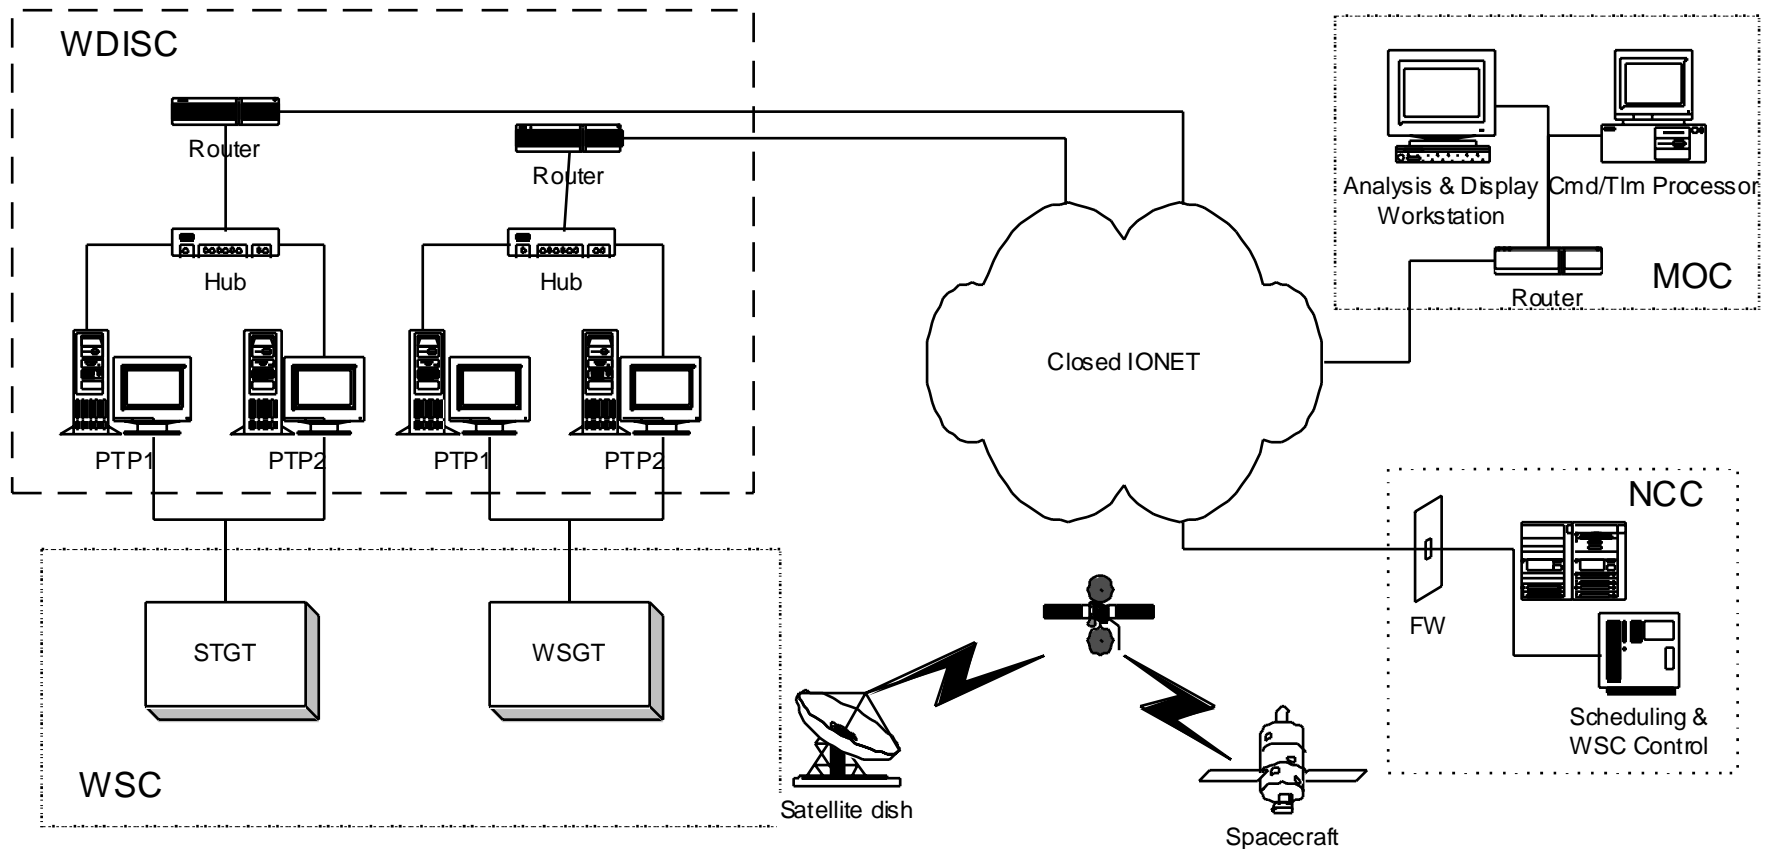 WDISC
Router
Router
Hub
Hub
PTP1
PTP2
PTP1
PTP2
STGT
WSGT
WSC
Closed IONET
Analysis & Display
Workstation
Cmd/Tlm Processor
Router
MOC
NCC
FW
Scheduling &
WSC Control
Satellite dish
Spacecraft